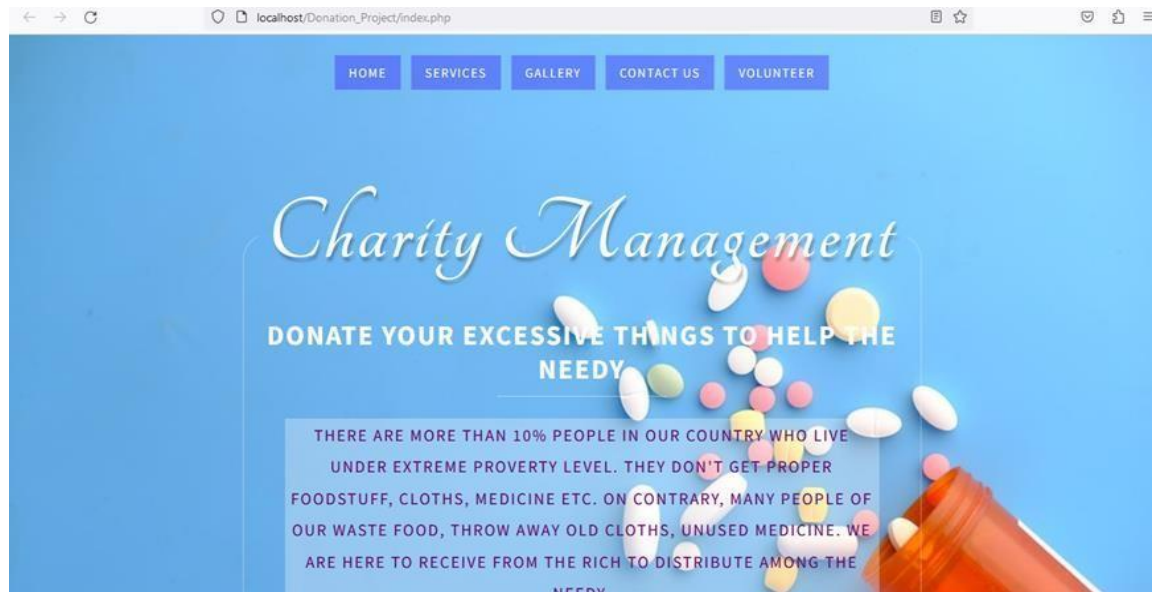 localhost/Donation_Project/index.php
HOME SERVICES GALLERY CONTACT US VOLUNTEER
Charity Management
DONATE YOUR EXCESSIVE THINGS TO HELP THE
NEEDY
THERE ARE MORE THAN 10% PEOPLE IN OUR COUNTRY WHO LIVE
UNDER EXTREME PROVERTY LEVEL. THEY DON'T GET PROPER
FOODSTUFF, CLOTHS, MEDICINE ETC. ON CONTRARY, MANY PEOPLE OF
OUR WASTE FOOD, THROW AWAY OLD CLOTHS, UNUSED MEDICINE. WE
ARE HERE TO RECEIVE FROM THE RICH TO DISTRIBUTE AMONG THE
NEEDY